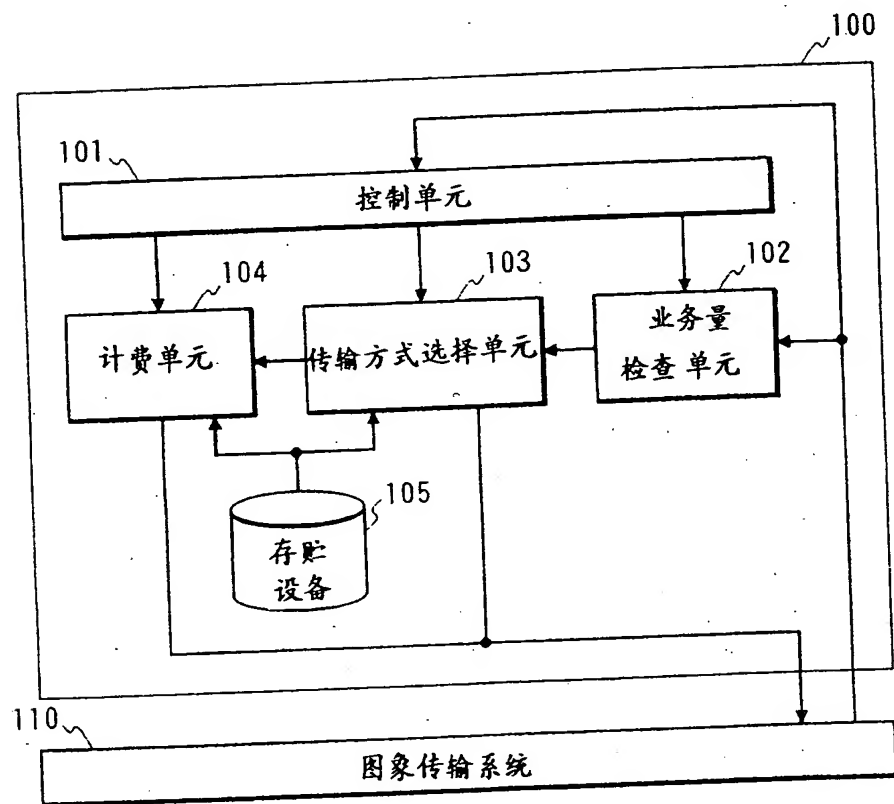 100
101
控制单元
104
103
102
计费单元
传输方式选择单元
业务量
检查单元
105
存贮
设备
110
图象传输系统